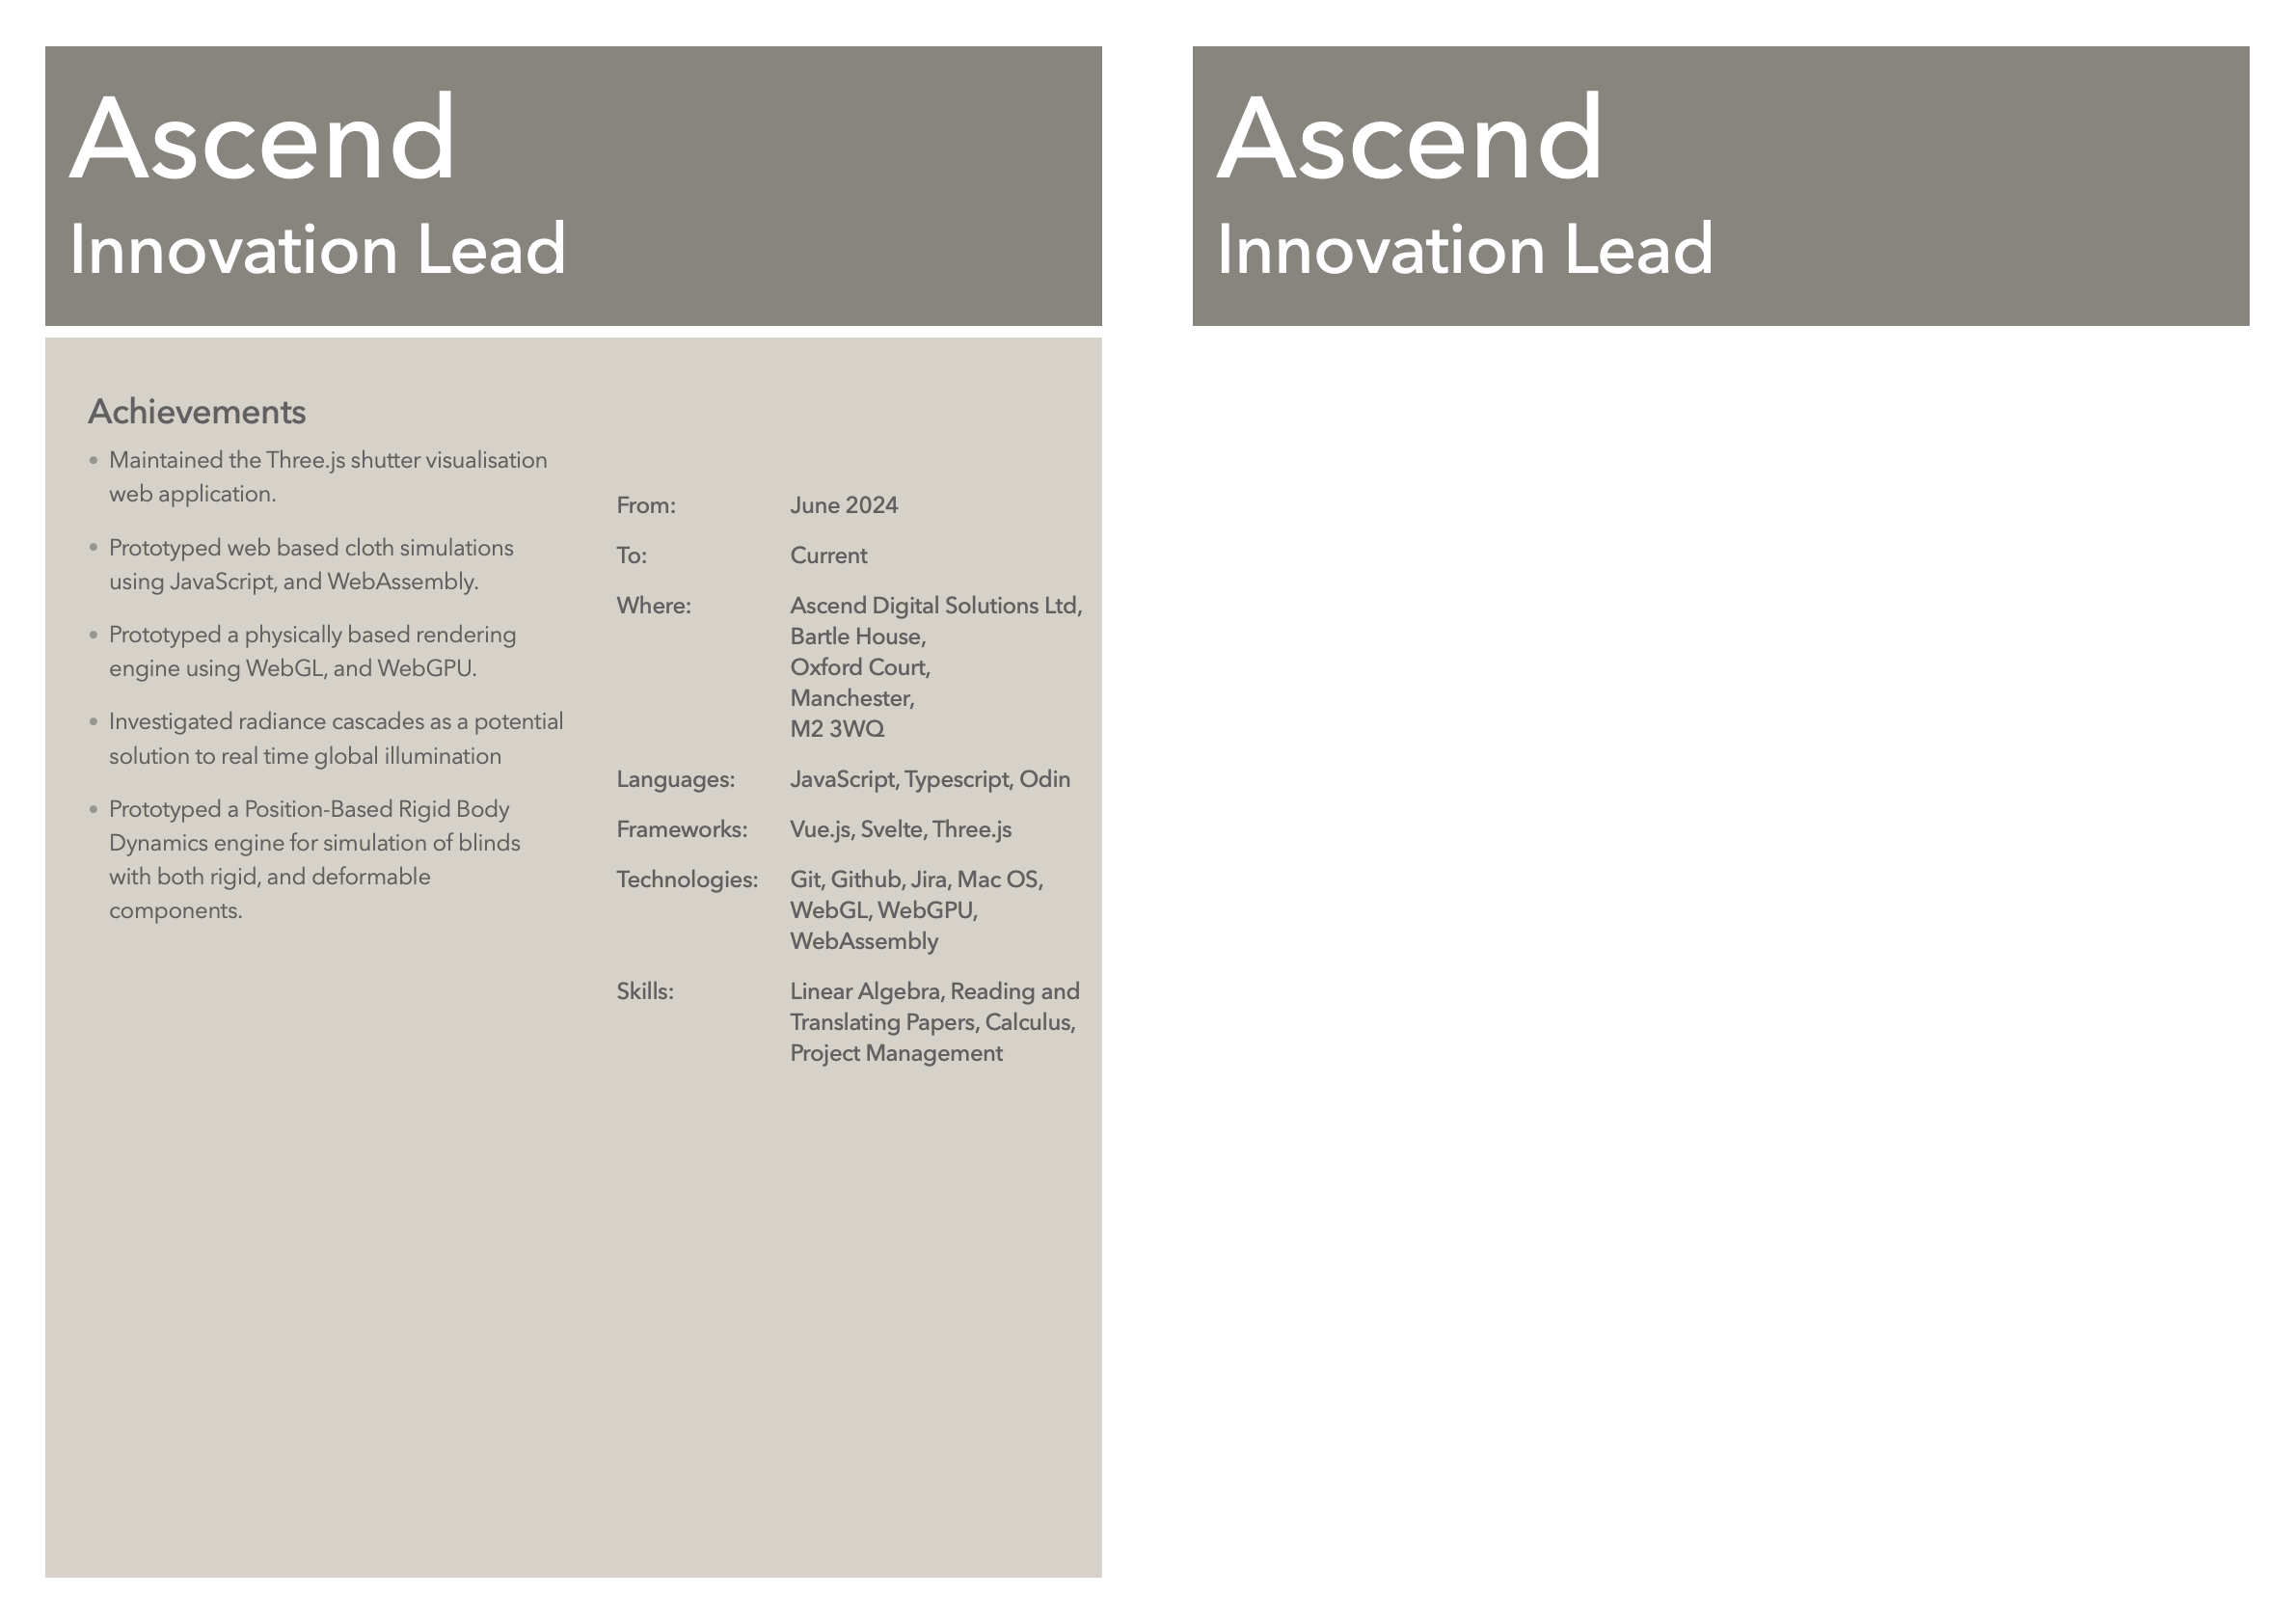 Ascend
Innovation Lead
Achievements
• Maintained the Three.js shutter visualisation
web application.
• Prototyped web based cloth simulations
using JavaScript, and WebAssembly.
• Prototyped a physically based rendering
engine using WebGL, and WebGPU.
• Investigated radiance cascades as a potential
solution to real time global illumination
• Prototyped a Position-Based Rigid Body
Dynamics engine for simulation of blinds
with both rigid, and deformable
components.
From: June 2024
To: Current
Where: Ascend Digital Solutions Ltd,
Bartle House,
Oxford Court,
Manchester,
M2 3WQ
Languages: JavaScript, Typescript, Odin
Frameworks: Vue.js, Svelte, Three.js
Technologies: Git, Github, Jira, Mac OS,
WebGL, WebGPU,
WebAssembly
Skills: Linear Algebra, Reading and
Translating Papers, Calculus,
Project Management
Ascend
Innovation Lead